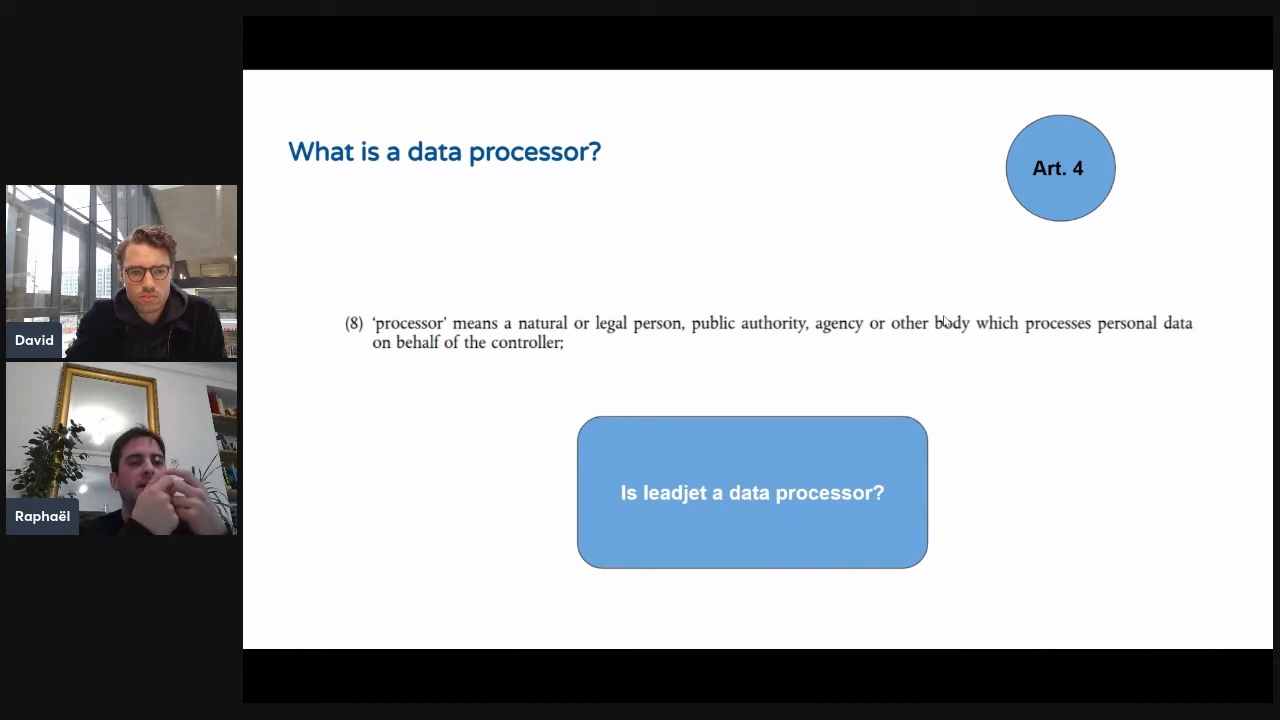 What is a data processor?
Art. 4
(8) ‘processor’ means a natural or legal person, public authority, agency or other body which processes personal data
on behalf of the controller;
Is leadjet a data processor?
David
Raphaël